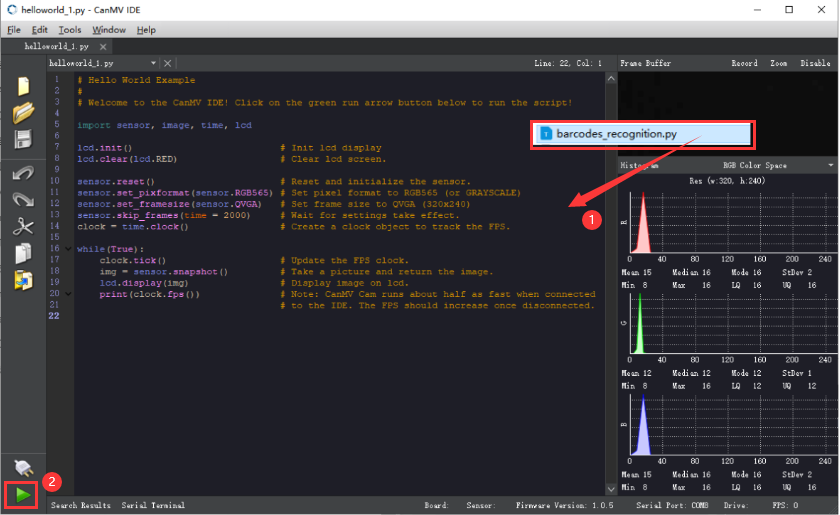 helloworld_1.py - CanMV IDE
File Edit Tools Window Help
helloworld_1.py
helloworld_1.py Line: 22, Col: 1 Frame Buffer Record Zoom Disable
1 # Hello World Example
2 #
3 # Welcome to the CanMV IDE! Click on the green run arrow button below to run the script!
4
5 import sensor, image, time, lcd
6
7 lcd.init() # Init lcd display
8 lcd.clear(lcd.RED) # Clear lcd screen.
9
10 sensor.reset() # Reset and initialize the sensor.
11 sensor.set_pixformat(sensor.RGB565) # Set pixel format to RGB565 (or GRAYSCALE)
12 sensor.set_framesize(sensor.QVGA) # Set frame size to QVGA (320x240)
13 sensor.skip_frames(time = 2000) # Wait for settings take effect.
14 clock = time.clock() # Create a clock object to track the FPS.
15
16 while(True):
17 clock.tick() # Update the FPS clock.
18 img = sensor.snapshot() # Take a picture and return the image.
19 lcd.display(img) # Display image on lcd.
20 print(clock.fps()) # Note: CanMV Cam runs about half as fast when connected
21 # to the IDE. The FPS should increase once disconnected.
22
barcodes_recognition.py
1
Histogram RGB Color Space
Res (w:320, h:240)
R
0 40 80 120 160 200 240
Mean 15 Median 16 Mode 16 StDev 2
Min 8 Max 16 LQ 16 UQ 16
G
0 40 80 120 160 200 240
Mean 12 Median 12 Mode 12 StDev 1
Min 8 Max 16 LQ 12 UQ 12
B
0 40 80 120 160 200 240
Mean 15 Median 16 Mode 16 StDev 2
Min 8 Max 16 LQ 16 UQ 16
2
Search Results Serial Terminal Board: Sensor: Firmware Version: 1.0.5 Serial Port: COM8 Drive: FPS: 0